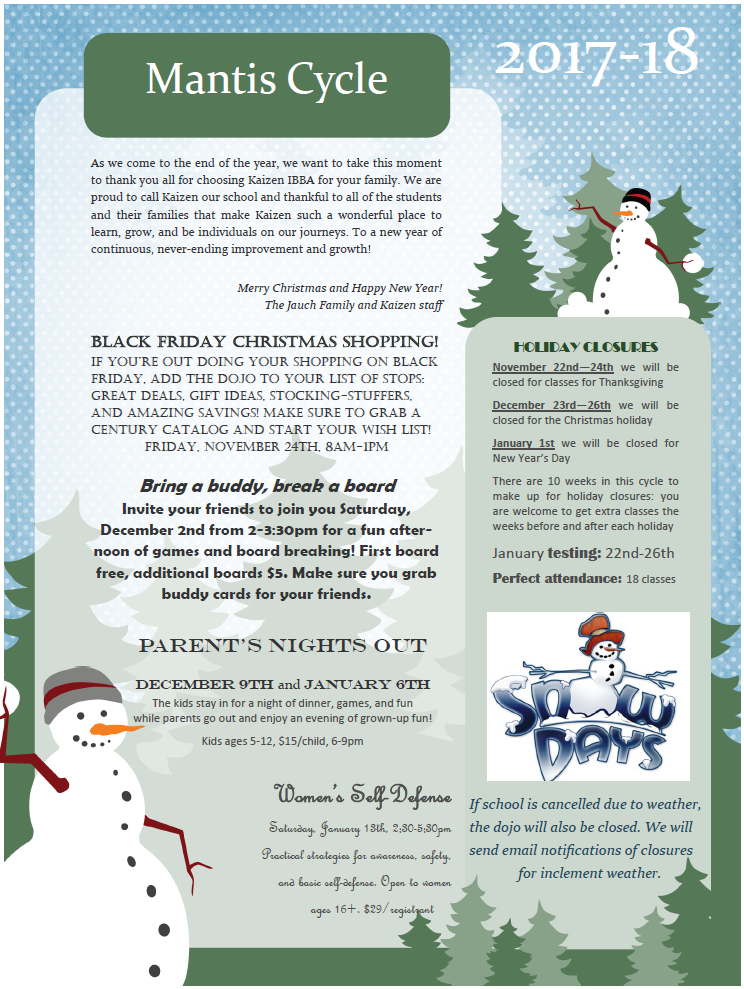 Mantis Cycle
2017-18
As we come to the end of the year, we want to take this moment
to thank you all for choosing Kaizen IBBA for your family. We are
proud to call Kaizen our school and thankful to all of the students
and their families that make Kaizen such a wonderful place to
learn, grow, and be individuals on our journeys. To a new year of
continuous, never-ending improvement and growth!
Merry Christmas and Happy New Year!
The Jauch Family and Kaizen staff
BLACK FRIDAY CHRISTMAS SHOPPING!
IF YOU'RE OUT DOING YOUR SHOPPING ON BLACK
FRIDAY, ADD THE DOJO TO YOUR LIST OF STOPS:
GREAT DEALS, GIFT IDEAS, STOCKING-STUFFERS,
AND AMAZING SAVINGS! MAKE SURE TO GRAB A
CENTURY CATALOG AND START YOUR WISH LIST!
FRIDAY, NOVEMBER 24TH, 8AM-1PM
Bring a buddy, break a board
Invite your friends to join you Saturday,
December 2nd from 2-3:30pm for a fun after-
noon of games and board breaking! First board
free, additional boards $5. Make sure you grab
buddy cards for your friends.
PARENT'S NIGHTS OUT
DECEMBER 9TH and JANUARY 6TH
The kids stay in for a night of dinner, games, and fun
while parents go out and enjoy an evening of grown-up fun!
Kids ages 5-12, $15/child, 6-9pm
Women's Self-Defense
Saturday, January 13th, 2;30-5;30pm
Practical strategies for awareness, safety,
and basic self-defense. Open to women
ages 16+. $29/registrant
HOLIDAY CLOSURES
November 22nd—24th we will be
closed for classes for Thanksgiving
December 23rd—26th we will be
closed for the Christmas holiday
January 1st we will be closed for
New Year's Day
There are 10 weeks in this cycle to
make up for holiday closures: you
are welcome to get extra classes the
weeks before and after each holiday
January testing: 22nd-26th
Perfect attendance: 18 classes
SNOW
DAYS
If school is cancelled due to weather,
the dojo will also be closed. We will
send email notifications of closures
for inclement weather.